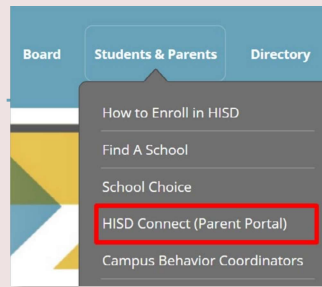 Board Students & Parents Directory
How to Enroll in HISD
Find A School
School Choice
HISD Connect (Parent Portal)
Campus Behavior Coordinators